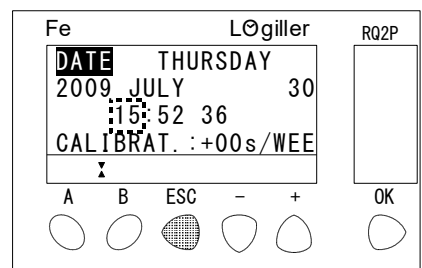 Fe LOgiller RQ2P
DATE THURSDAY
2009 JULY 30
15:52 36
CALIBRAT.:+00s/WEE
A B ESC - + OK